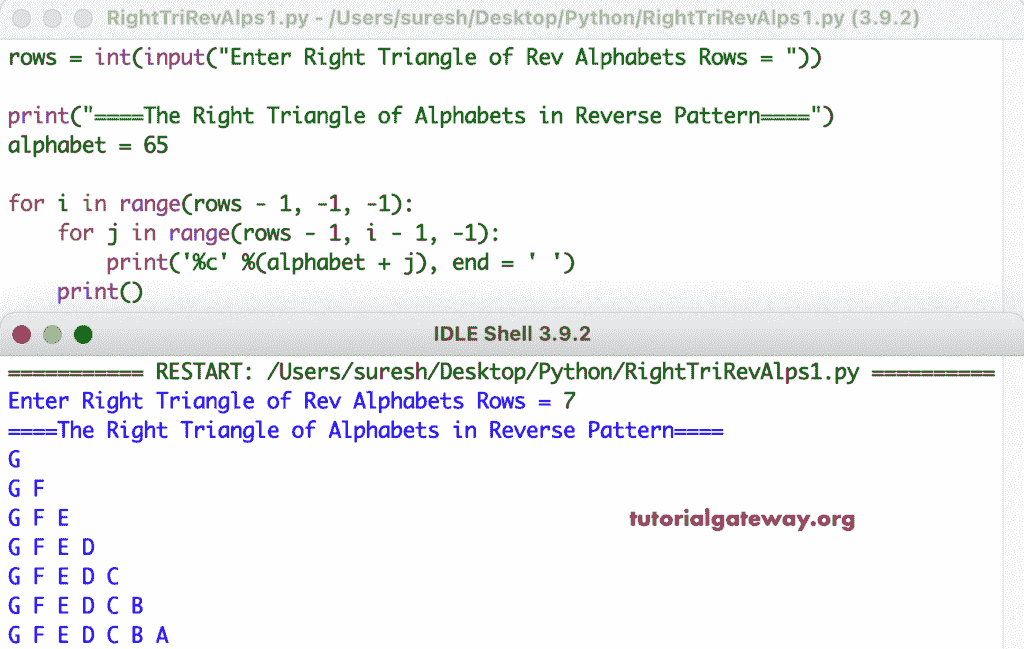 RightTriRevAlps1.py - /Users/suresh/Desktop/Python/RightTriRevAlps1.py (3.9.2)
rows = int(input("Enter Right Triangle of Rev Alphabets Rows = "))
print("====The Right Triangle of Alphabets in Reverse Pattern====")
alphabet = 65
for i in range(rows - 1, -1, -1):
    for j in range(rows - 1, i - 1, -1):
        print('%c' %(alphabet + j), end = ' ')
    print()
IDLE Shell 3.9.2
=========== RESTART: /Users/suresh/Desktop/Python/RightTriRevAlps1.py ==========
Enter Right Triangle of Rev Alphabets Rows = 7
====The Right Triangle of Alphabets in Reverse Pattern====
G
G F
G F E
tutorialgateway.org
G F E D
G F E D C
G F E D C B
G F E D C B A